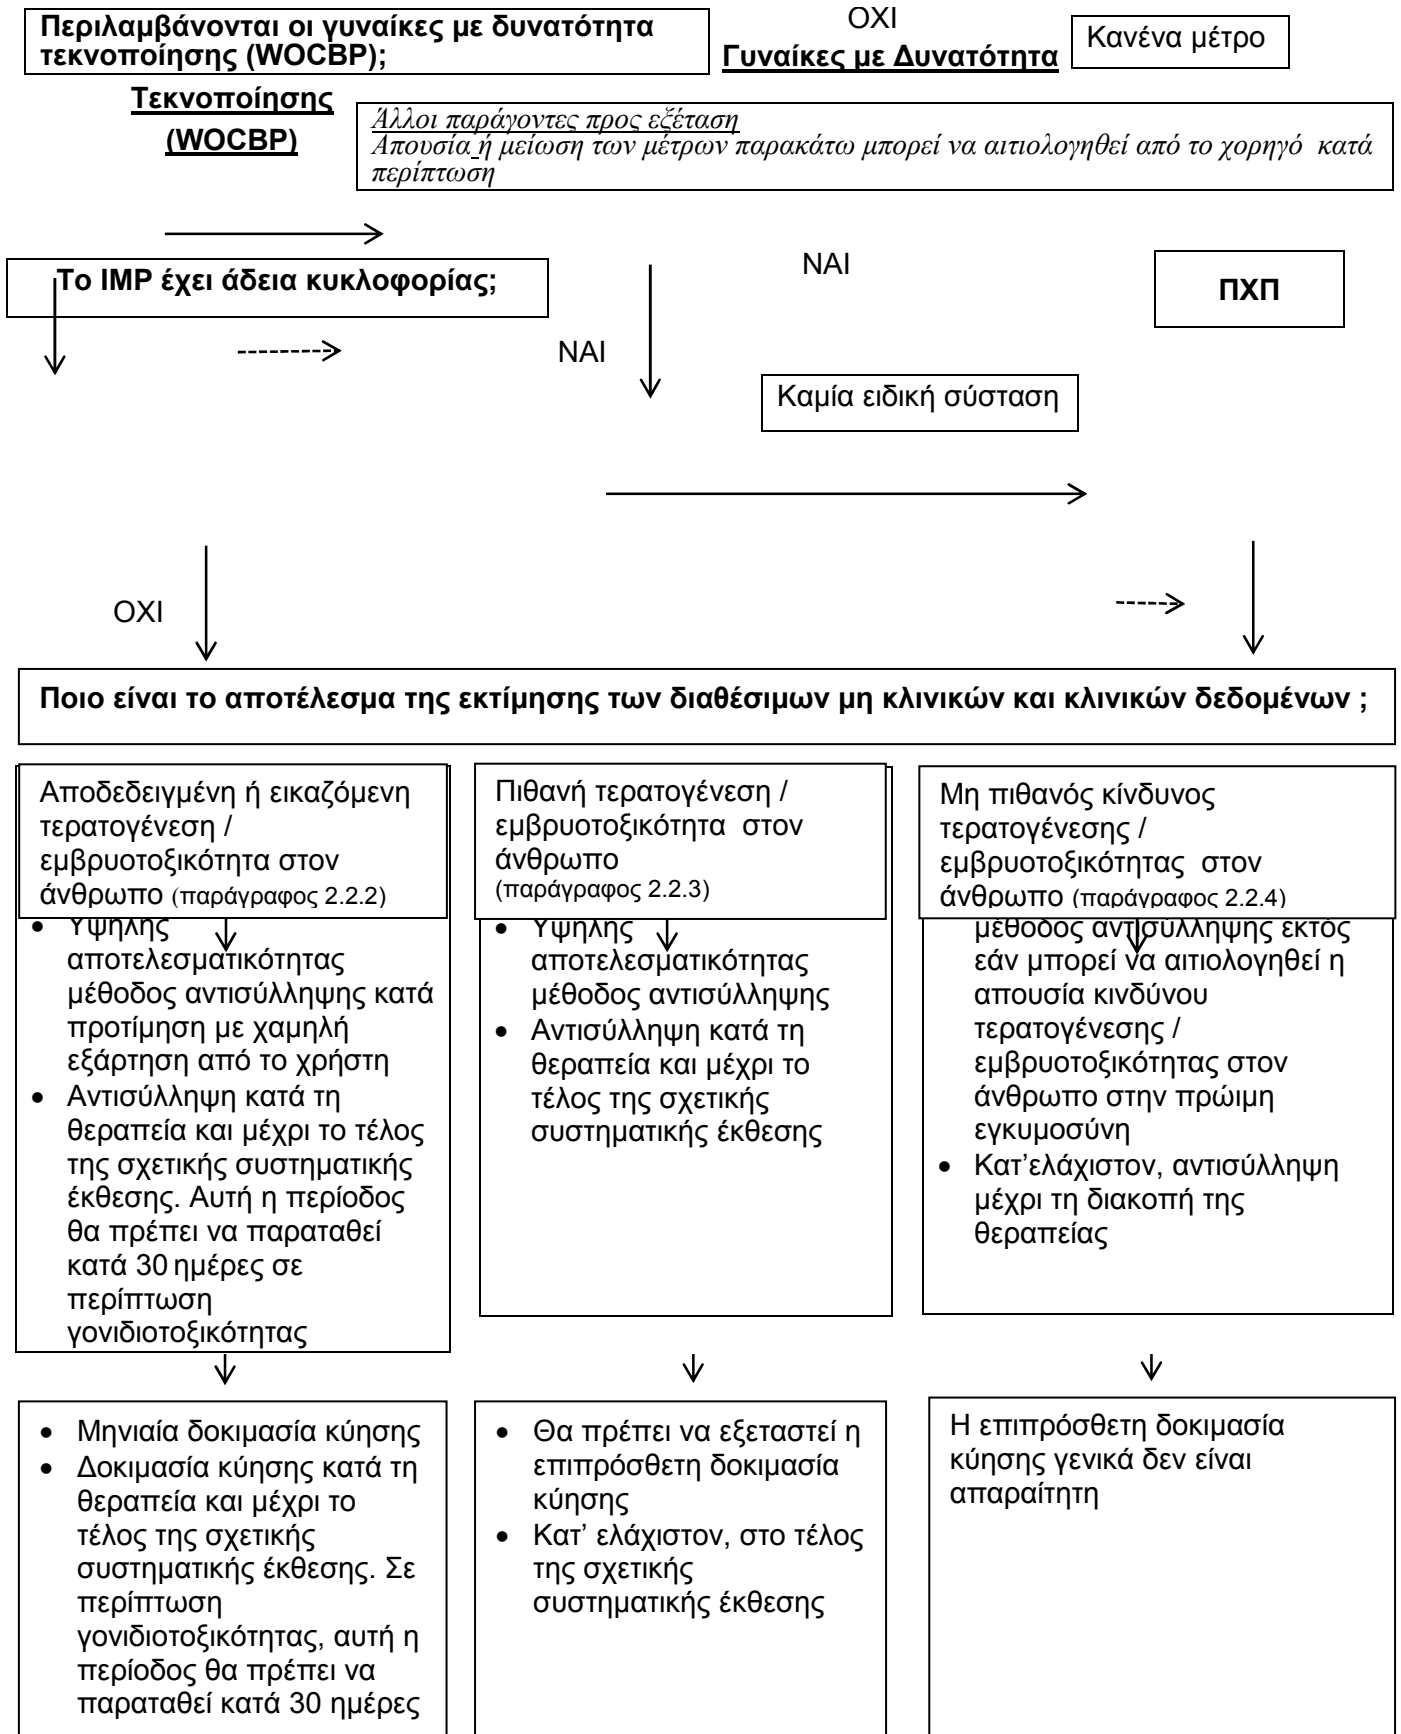 Περιλαμβάνονται οι γυναίκες με δυνατότητα
τεκνοποίησης (WOCBP);
ΟΧΙ
Κανένα μέτρο
Γυναίκες με Δυνατότητα
Τεκνοποίησης
(WOCBP)
Άλλοι παράγοντες προς εξέταση
Απουσία ή μείωση των μέτρων παρακάτω μπορεί να αιτιολογηθεί από το χορηγό κατά
περίπτωση
Το IMP έχει άδεια κυκλοφορίας;
ΝΑΙ
ΠΧΠ
ΝΑΙ
Καμία ειδική σύσταση
ΟΧΙ
Ποιο είναι το αποτέλεσμα της εκτίμησης των διαθέσιμων μη κλινικών και κλινικών δεδομένων ;
Αποδεδειγμένη ή εικαζόμενη
τερατογένεση /
εμβρυοτοξικότητα στον
άνθρωπο (παράγραφος 2.2.2)
• Υψηλής
αποτελεσματικότητας
μέθοδος αντισύλληψης κατά
προτίμηση με χαμηλή
εξάρτηση από το χρήστη
• Αντισύλληψη κατά τη
θεραπεία και μέχρι το τέλος
της σχετικής συστηματικής
έκθεσης. Αυτή η περίοδος
θα πρέπει να παραταθεί
κατά 30 ημέρες σε
περίπτωση
γονιδιοτοξικότητας
• Μηνιαία δοκιμασία κύησης
• Δοκιμασία κύησης κατά τη
θεραπεία και μέχρι το
τέλος της σχετικής
συστηματικής έκθεσης. Σε
περίπτωση
γονιδιοτοξικότητας, αυτή η
περίοδος θα πρέπει να
παραταθεί κατά 30 ημέρες
Πιθανή τερατογένεση /
εμβρυοτοξικότητα στον
άνθρωπο
(παράγραφος 2.2.3)
• Υψηλής
αποτελεσματικότητας
μέθοδος αντισύλληψης
• Αντισύλληψη κατά τη
θεραπεία και μέχρι το
τέλος της σχετικής
συστηματικής έκθεσης
• Θα πρέπει να εξεταστεί η
επιπρόσθετη δοκιμασία
κύησης
• Κατ’ ελάχιστον, στο τέλος
της σχετικής
συστηματικής έκθεσης
Μη πιθανός κίνδυνος
τερατογένεσης /
εμβρυοτοξικότητας στον
άνθρωπο (παράγραφος 2.2.4)
μέθοδος αντισύλληψης εκτός
εάν μπορεί να αιτιολογηθεί η
απουσία κινδύνου
τερατογένεσης /
εμβρυοτοξικότητας στον
άνθρωπο στην πρώιμη
εγκυμοσύνη
• Κατ’ελάχιστον, αντισύλληψη
μέχρι τη διακοπή της
θεραπείας
Η επιπρόσθετη δοκιμασία
κύησης γενικά δεν είναι
απαραίτητη